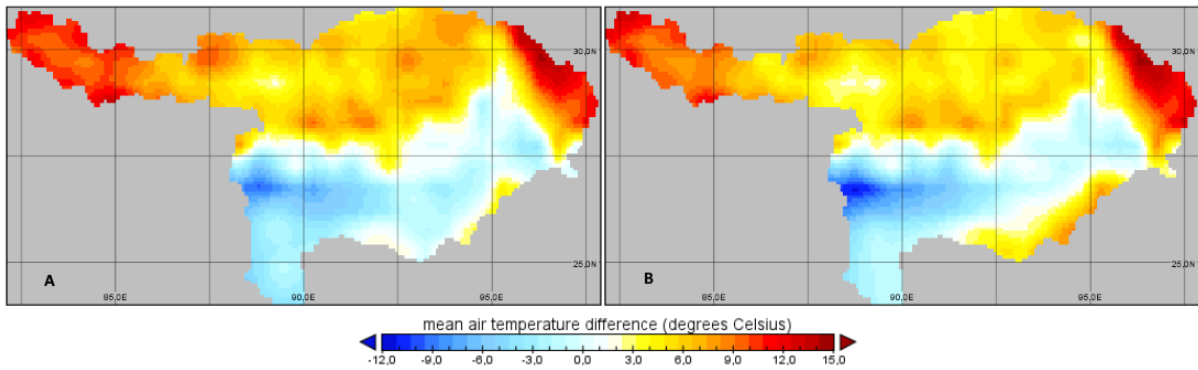 30,0N
30,0N
A
B
25,0N
25,0N
85,0E
90,0E
95,0E
85,0E
90,0E
95,0E
mean air temperature difference (degrees Celsius)
-12,0 -9,0 -6,0 -3,0 0,0 3,0 6,0 9,0 12,0 15,0